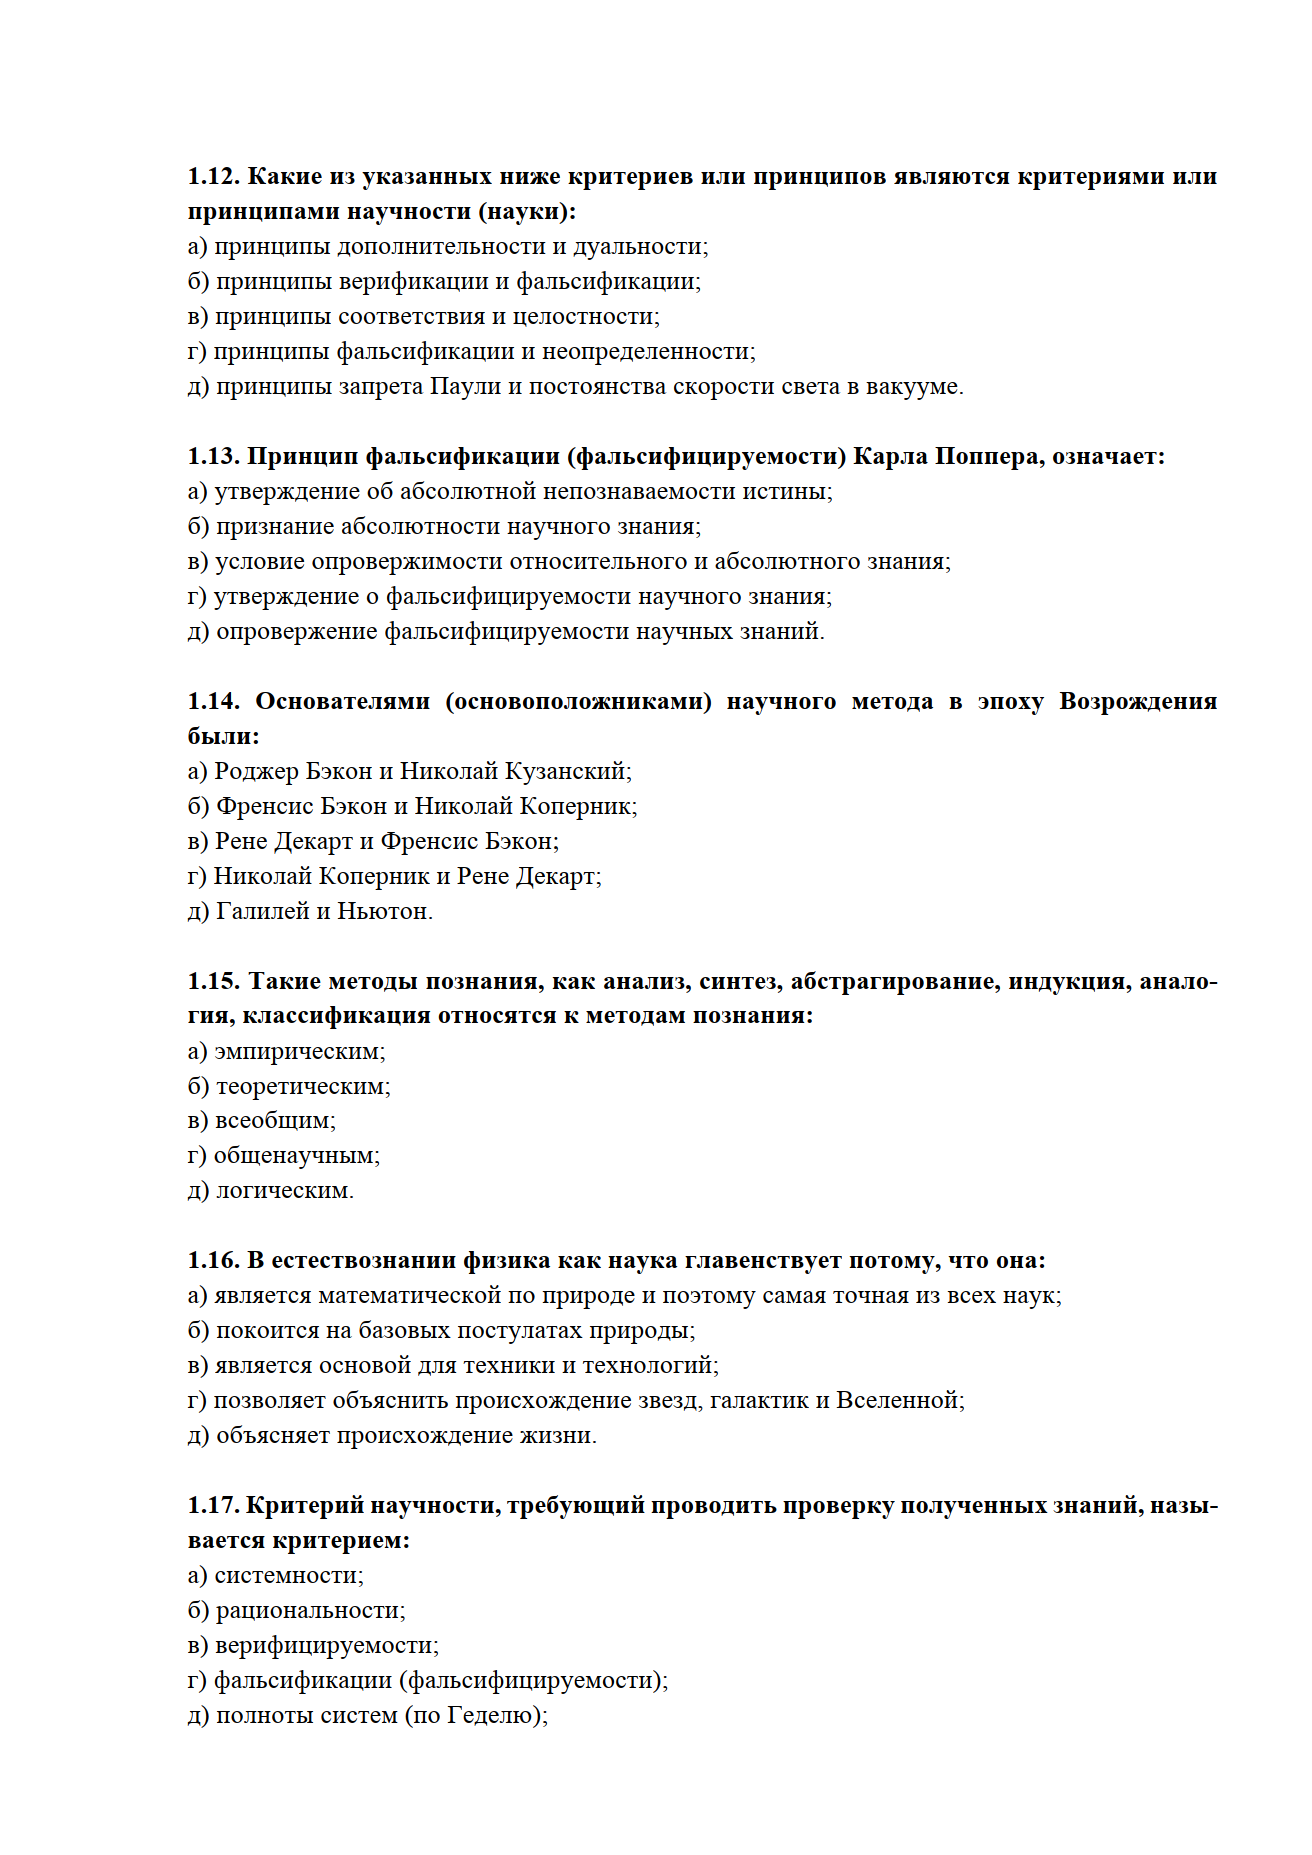 1.12. Какие из указанных ниже критериев или принципов являются критериями или
принципами научности (науки):
а) принципы дополнительности и дуальности;
б) принципы верификации и фальсификации;
в) принципы соответствия и целостности;
г) принципы фальсификации и неопределенности;
д) принципы запрета Паули и постоянства скорости света в вакууме.
1.13. Принцип фальсификации (фальсифицируемости) Карла Поппера, означает:
а) утверждение об абсолютной непознаваемости истины;
б) признание абсолютности научного знания;
в) условие опровержимости относительного и абсолютного знания;
г) утверждение о фальсифицируемости научного знания;
д) опровержение фальсифицируемости научных знаний.
1.14. Основателями (основоположниками) научного метода в эпоху Возрождения
были:
а) Роджер Бэкон и Николай Кузанский;
б) Френсис Бэкон и Николай Коперник;
в) Рене Декарт и Френсис Бэкон;
г) Николай Коперник и Рене Декарт;
д) Галилей и Ньютон.
1.15. Такие методы познания, как анализ, синтез, абстрагирование, индукция, анало-
гия, классификация относятся к методам познания:
а) эмпирическим;
б) теоретическим;
в) всеобщим;
г) общенаучным;
д) логическим.
1.16. В естествознании физика как наука главенствует потому, что она:
а) является математической по природе и поэтому самая точная из всех наук;
б) покоится на базовых постулатах природы;
в) является основой для техники и технологий;
г) позволяет объяснить происхождение звезд, галактик и Вселенной;
д) объясняет происхождение жизни.
1.17. Критерий научности, требующий проводить проверку полученных знаний, назы-
вается критерием:
а) системности;
б) рациональности;
в) верифицируемости;
г) фальсификации (фальсифицируемости);
д) полноты систем (по Геделю);